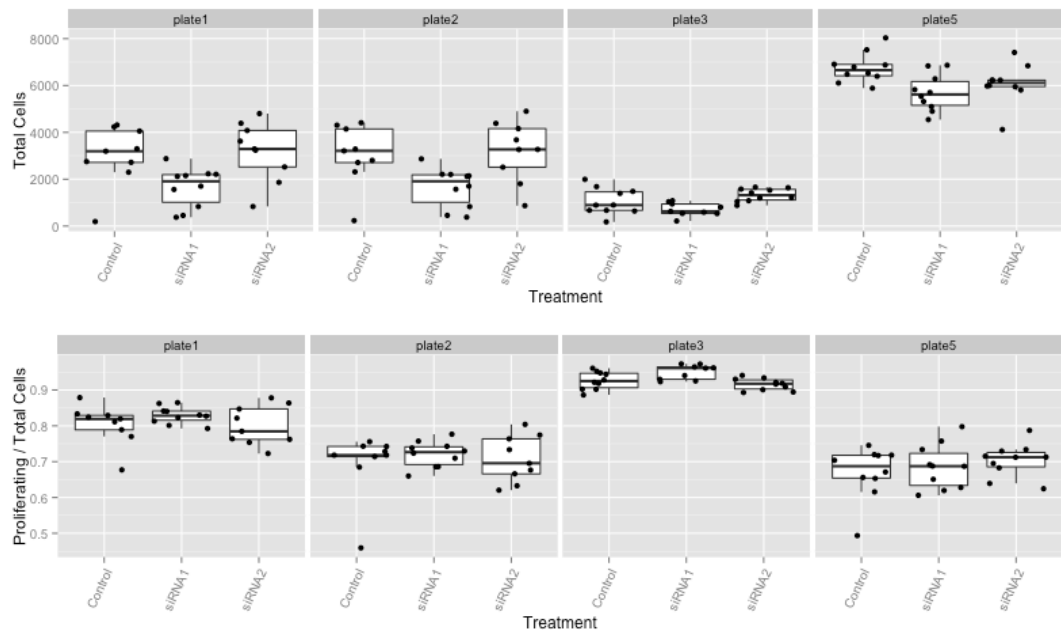 plate1 plate2 plate3 plate5
Total Cells
8000
6000
4000
2000
0
Control siRNA1 siRNA2 Control siRNA1 siRNA2 Control siRNA1 siRNA2 Control siRNA1 siRNA2
Treatment
plate1 plate2 plate3 plate5
Proliferating / Total Cells
0.9
0.8
0.7
0.6
0.5
Control siRNA1 siRNA2 Control siRNA1 siRNA2 Control siRNA1 siRNA2 Control siRNA1 siRNA2
Treatment